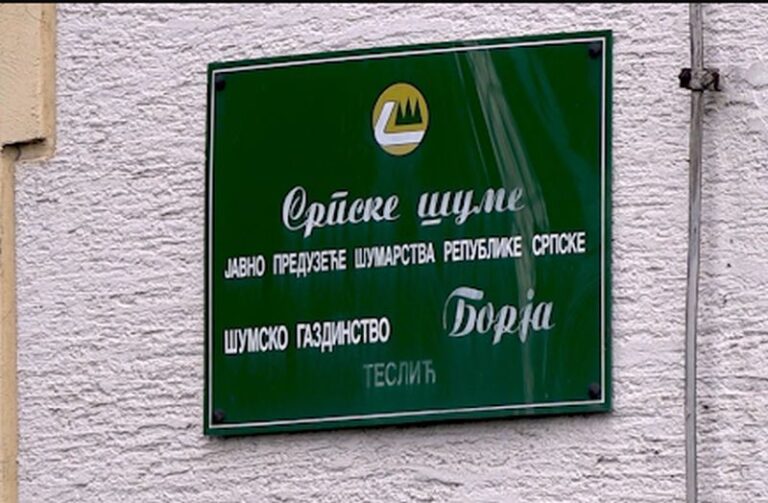 Српске шуме
ЈАВНО ПРЕДУЗЕЋЕ ШУМАРСТВА РЕПУБЛИКЕ СРПСКЕ
ШУМСКО ГАЗДИНСТВО Борја
ТЕСЛИЋ